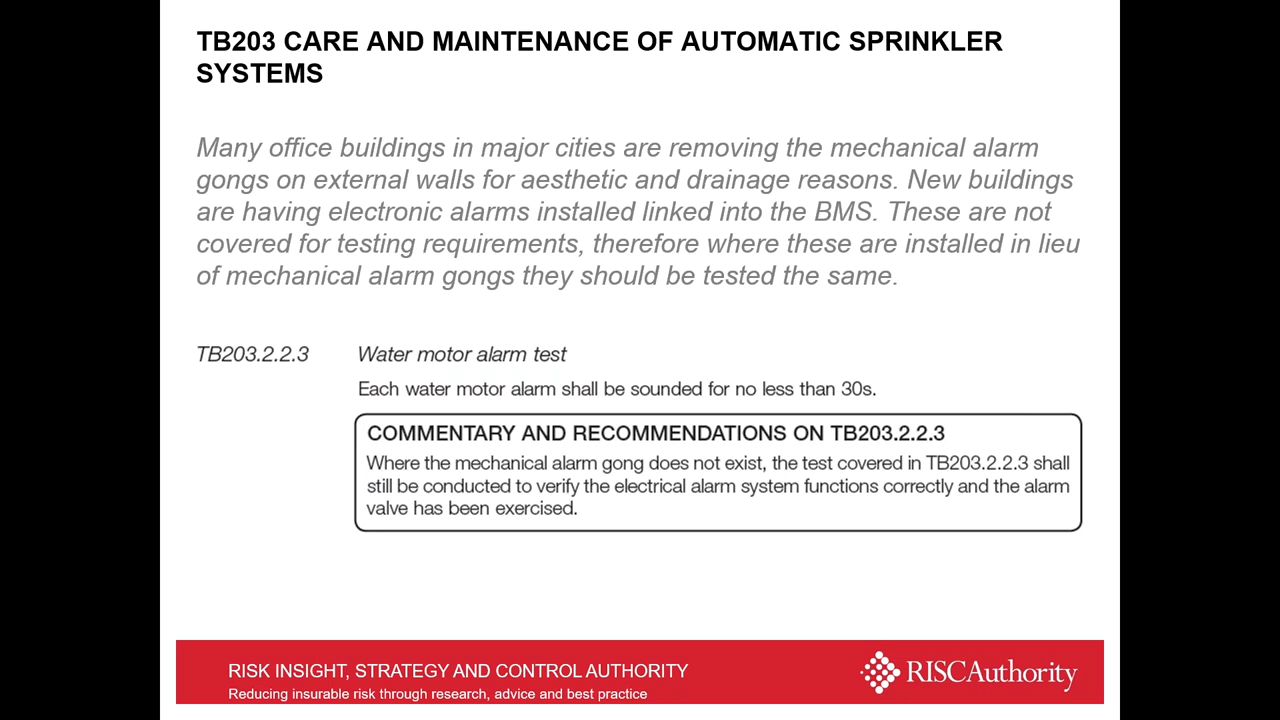 TB203 CARE AND MAINTENANCE OF AUTOMATIC SPRINKLER
SYSTEMS
Many office buildings in major cities are removing the mechanical alarm
gongs on external walls for aesthetic and drainage reasons. New buildings
are having electronic alarms installed linked into the BMS. These are not
covered for testing requirements, therefore where these are installed in lieu
of mechanical alarm gongs they should be tested the same.
TB203.2.2.3 Water motor alarm test
Each water motor alarm shall be sounded for no less than 30s.
COMMENTARY AND RECOMMENDATIONS ON TB203.2.2.3
Where the mechanical alarm gong does not exist, the test covered in TB203.2.2.3 shall
still be conducted to verify the electrical alarm system functions correctly and the alarm
valve has been exercised.
RISK INSIGHT, STRATEGY AND CONTROL AUTHORITY
Reducing insurable risk through research, advice and best practice
RISCAuthority